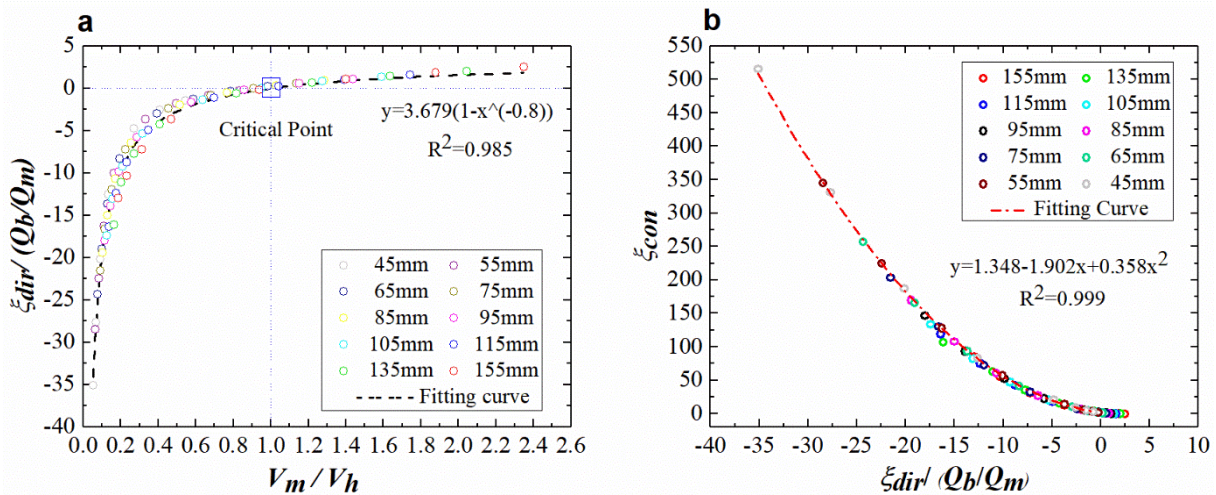 a
5
0
-5
-10
-15
-20
-25
-30
-35
-40
0.0 0.2 0.4 0.6 0.8 1.0 1.2 1.4 1.6 1.8 2.0 2.2 2.4 2.6
ξdir/ (Qb/Qm)
Vm / Vh
Critical Point
y=3.679(1-x^(-0.8))
R²=0.985
45mm 55mm
65mm 75mm
85mm 95mm
105mm 115mm
135mm 155mm
Fitting curve
b
550
500
450
400
350
300
250
200
150
100
50
0
-40 -35 -30 -25 -20 -15 -10 -5 0 5 10
ξcon
ξdir/ (Qb/Qm)
155mm 135mm
115mm 105mm
95mm 85mm
75mm 65mm
55mm 45mm
Fitting Curve
y=1.348-1.902x+0.358x²
R²=0.999